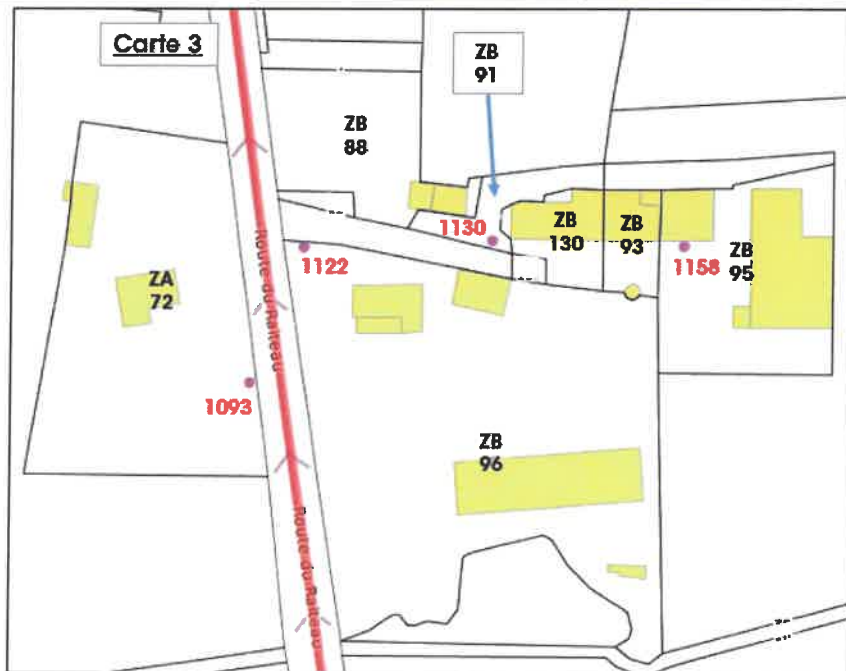 Carte 3
ZB
91
ZB
88
1130
ZB
130
ZB
93
1122
1158
ZB
95
ZA
72
Route du Raiteau
1093
ZB
96
Route du Raiteau